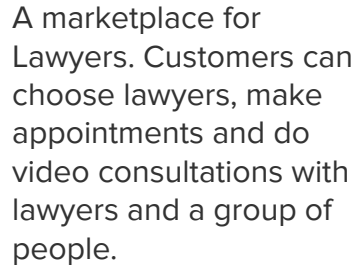 A marketplace for
Lawyers. Customers can
choose lawyers, make
appointments and do
video consultations with
lawyers and a group of
people.